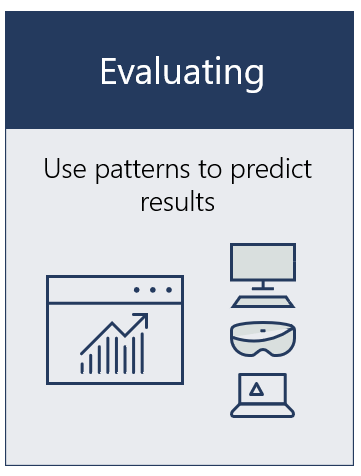 Evaluating
Use patterns to predict
results